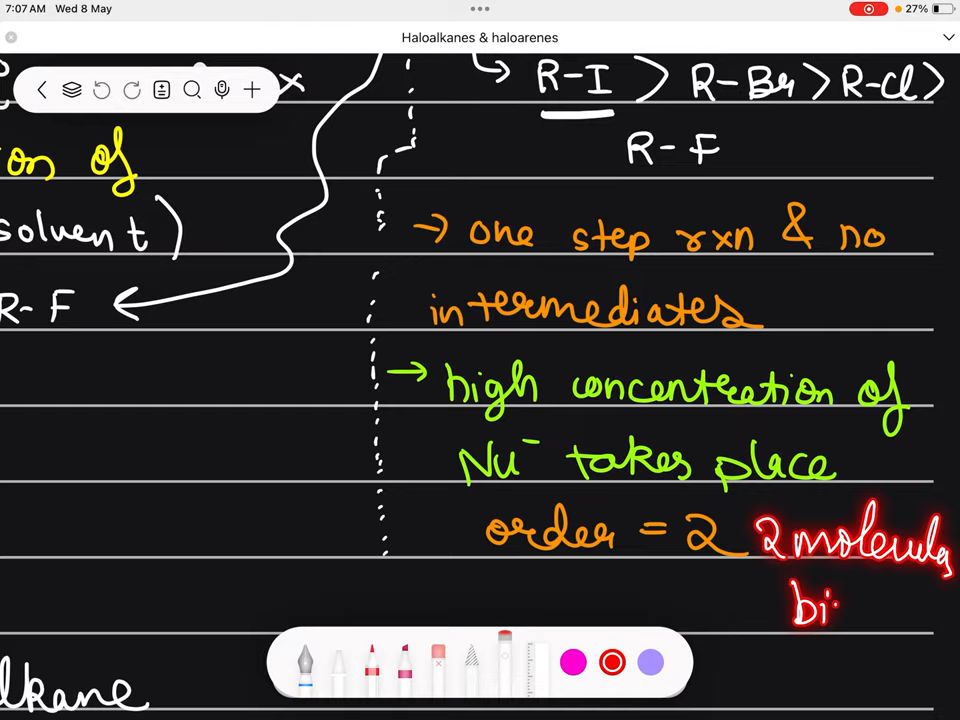 7:07 AM Wed 8 May
27%
Haloalkanes & haloarenes
x
→ R-I > R-Br > R-Cl >
R-F
on of
solvent)
→ one step rxn & no
R-F ←
intermediates
→ high concentration of
Nu⁻ takes place
order = 2 2 molecules
bi
lkane